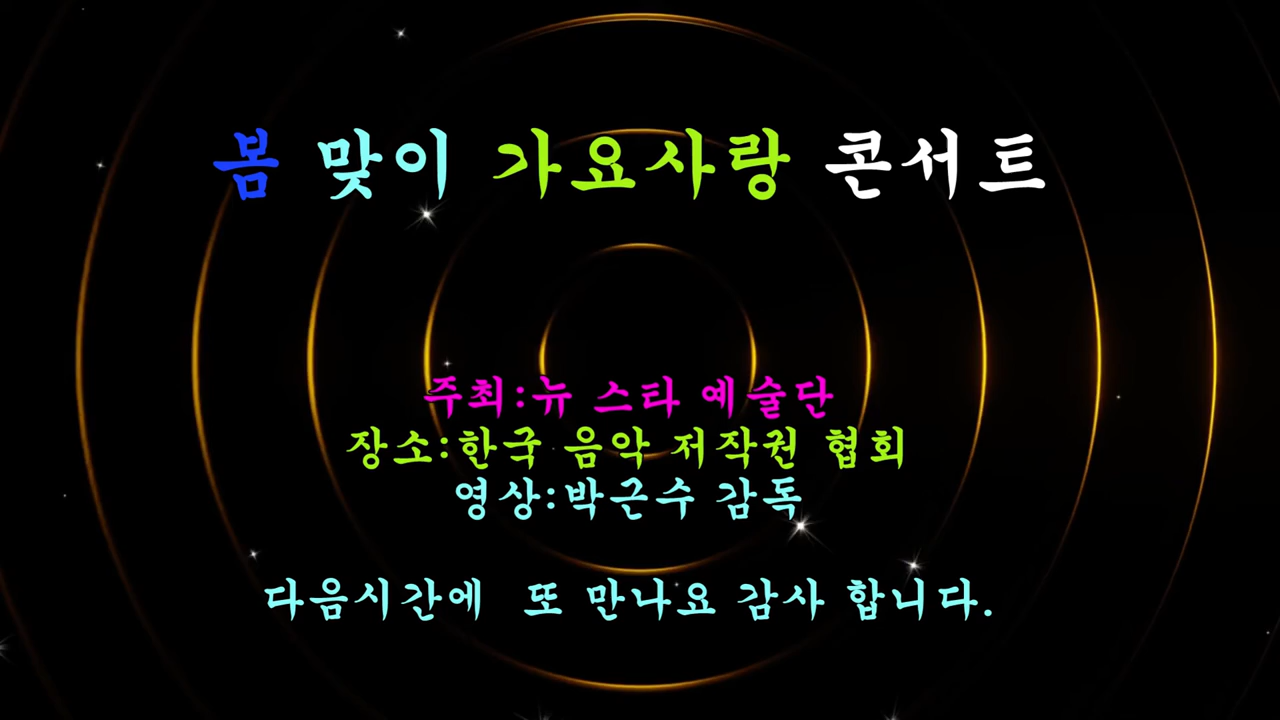 봄 맞이 가요사랑 콘서트
주최:뉴 스타 예술단
장소:한국 음악 저작권 협회
영상:박근수 감독
다음시간에 또 만나요 감사 합니다.